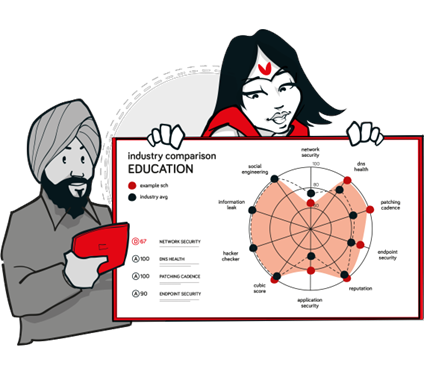 industry comparison
EDUCATION
example sch
industry avg
D 67 NETWORK SECURITY
A 100 DNS HEALTH
A 100 PATCHING CADENCE
A 90 ENDPOINT SECURITY
network
security
100
80
dns
health
patching
cadence
endpoint
security
reputation
application
security
cubic
score
hacker
checker
information
leak
social
engineering